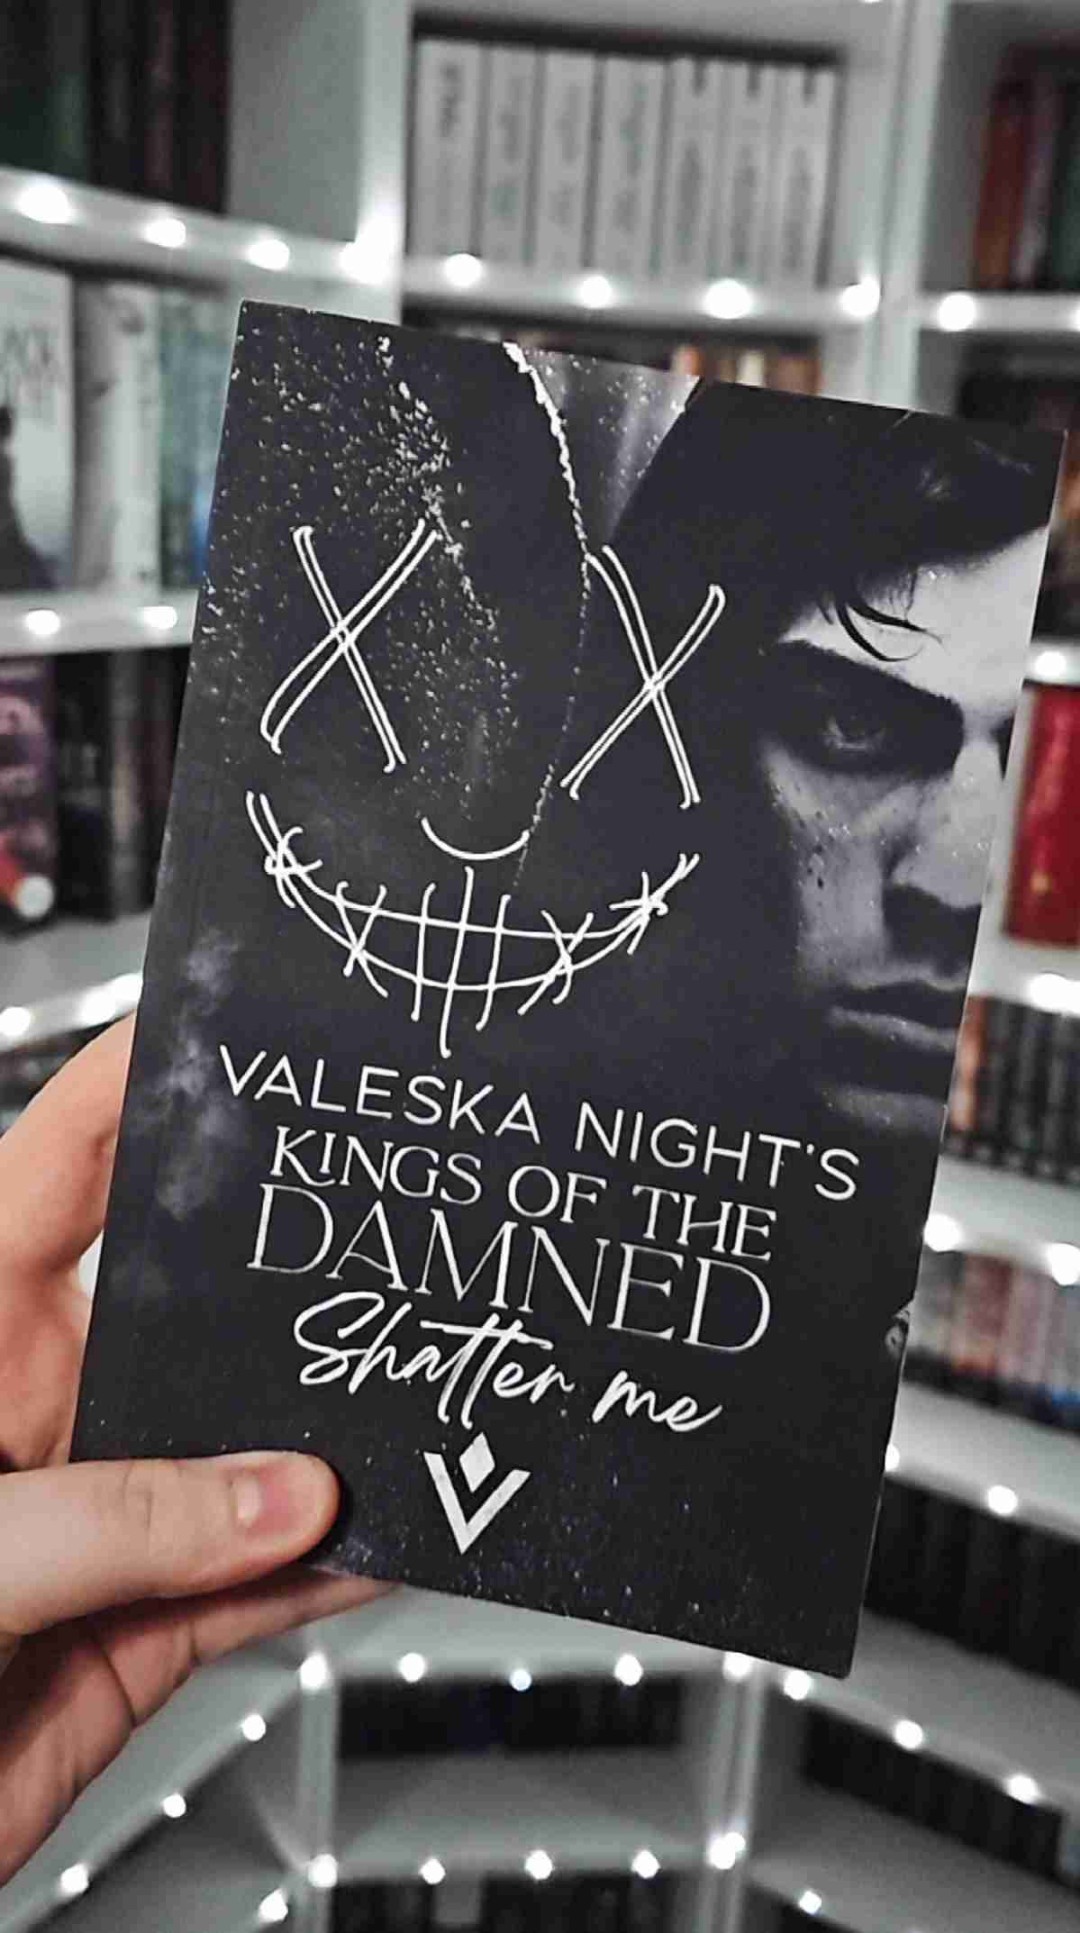 VALESKA NIGHT'S
KINGS OF THE
DAMNED
Shatter me